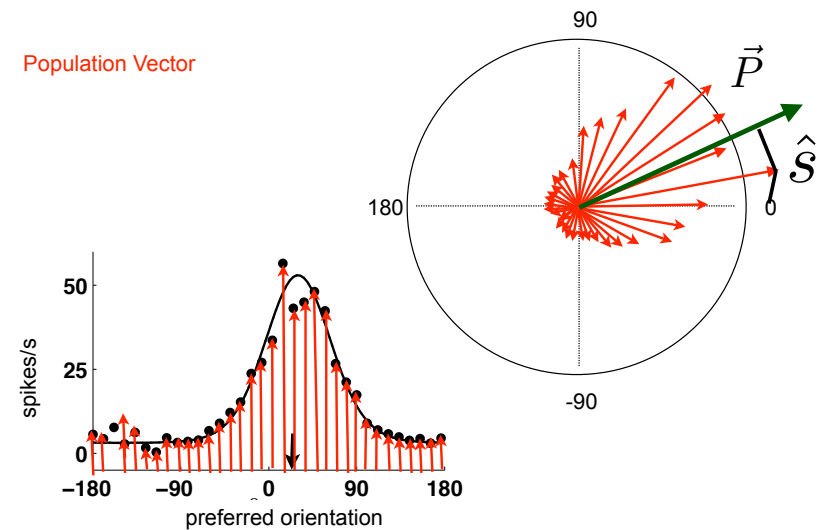 Population Vector
90
P⃗
ŝ
180
0
-90
50
25
0
spikes/s
−180 −90 0 90 180
preferred orientation